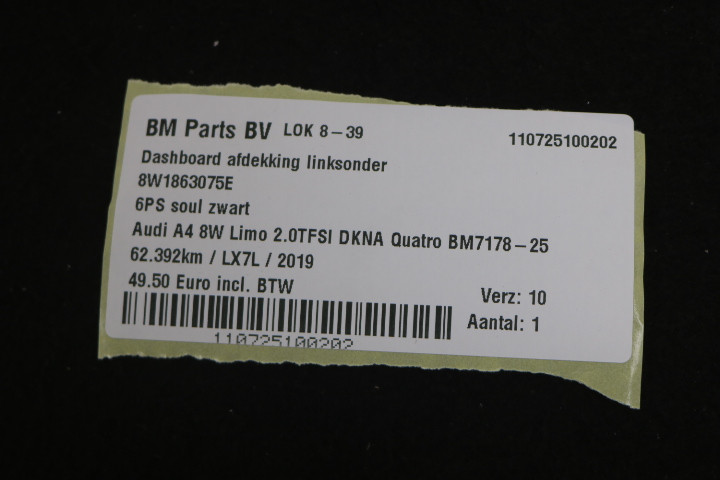 BM Parts BV LOK 8-39 110725100202
Dashboard afdekking linksonder
8W1863075E
6PS soul zwart
Audi A4 8W Limo 2.0TFSI DKNA Quatro BM7178-25
62.392km / LX7L / 2019
49.50 Euro incl. BTW
Verz: 10
Aantal: 1
110725100202